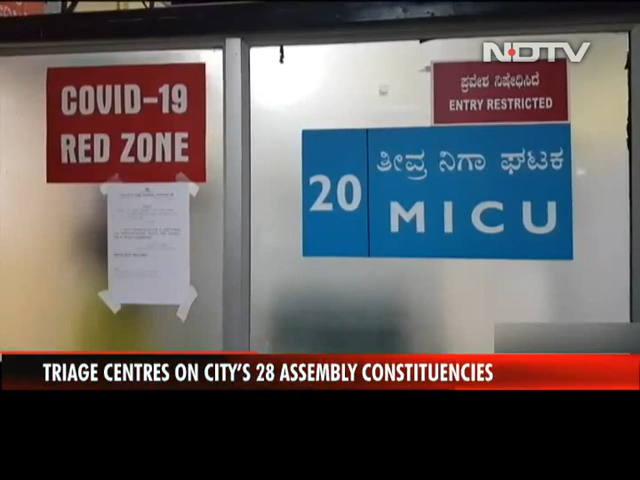 NDTV
COVID-19
RED ZONE
ಪ್ರವೇಶ ನಿಷೇಧಿಸಿದೆ
ENTRY RESTRICTED
20
ತೀವ್ರ ನಿಗಾ ಘಟಕ
MICU
TRIAGE CENTRES ON CITY'S 28 ASSEMBLY CONSTITUENCIES